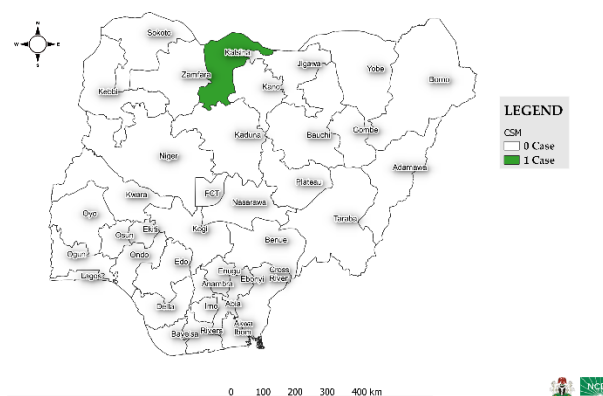 N
W E
S
Sokoto
Katsina
Jigawa
Yobe
Borno
Zamfara
Kebbi
Kano
Kaduna
Bauchi
Gombe
Adamawa
Niger
Plateau
FCT
Kwara
Nasarawa
Taraba
Oyo
Osun
Ekiti
Kogi
Benue
Ogun
Ondo
Edo
Lagos
Enugu
Ebonyi
Cross
River
Anambra
Delta
Imo
Abia
Bayelsa
Rivers
Akwa
Ibom
LEGEND
CSM
0 Case
1 Case
0 100 200 300 400 km